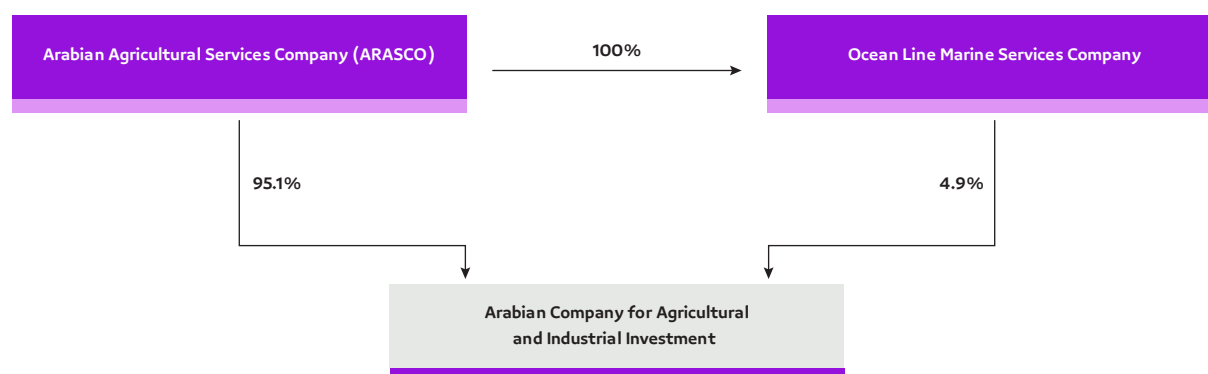 Arabian Agricultural Services Company (ARASCO)
100%
Ocean Line Marine Services Company
95.1%
4.9%
Arabian Company for Agricultural
and Industrial Investment